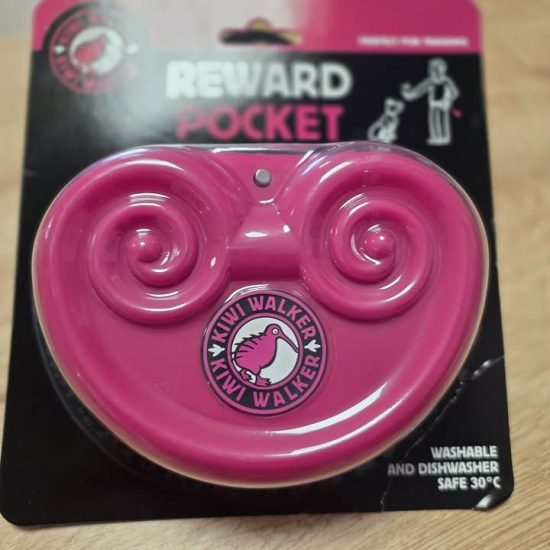 PERFECT FOR TRAINING
REWARD
POCKET
KIWI WALKER
KIWI WALKER
WASHABLE
AND DISHWASHER
SAFE 30°C